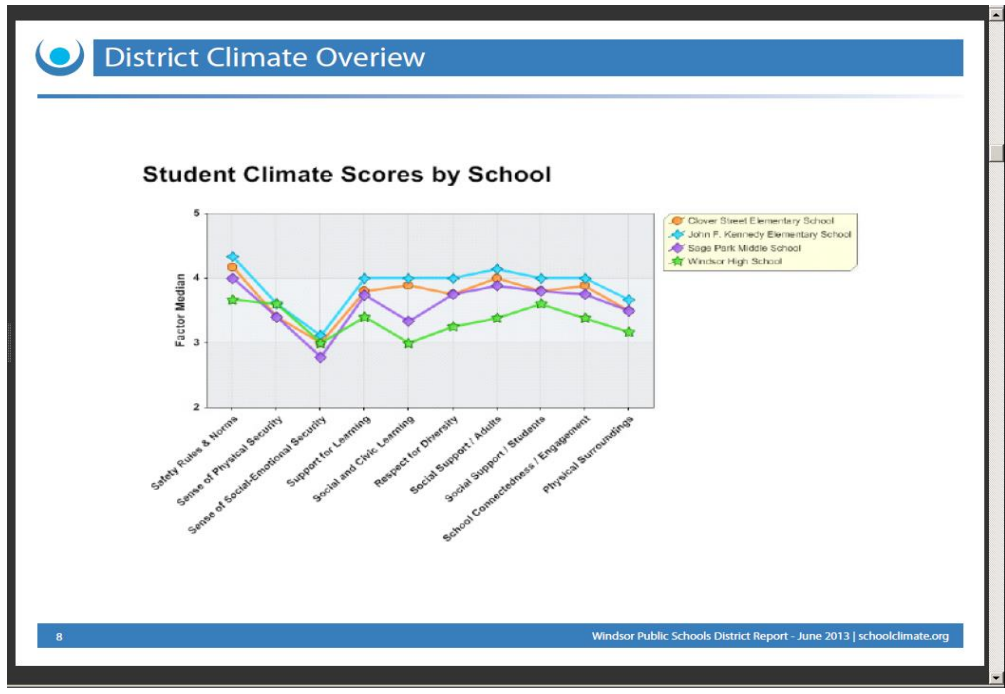 District Climate Overiew
Student Climate Scores by School
5
4
3
2
Factor Median
Clover Street Elementary School
John F. Kennedy Elementary School
Sage Park Middle School
Windsor High School
Safety Rules & Norms
Sense of Physical Security
Sense of Social-Emotional Security
Support for Learning
Social and Civic Learning
Respect for Diversity
Social Support / Adults
Social Support / Students
School Connectedness / Engagement
Physical Surroundings
8
Windsor Public Schools District Report - June 2013 | schoolclimate.org